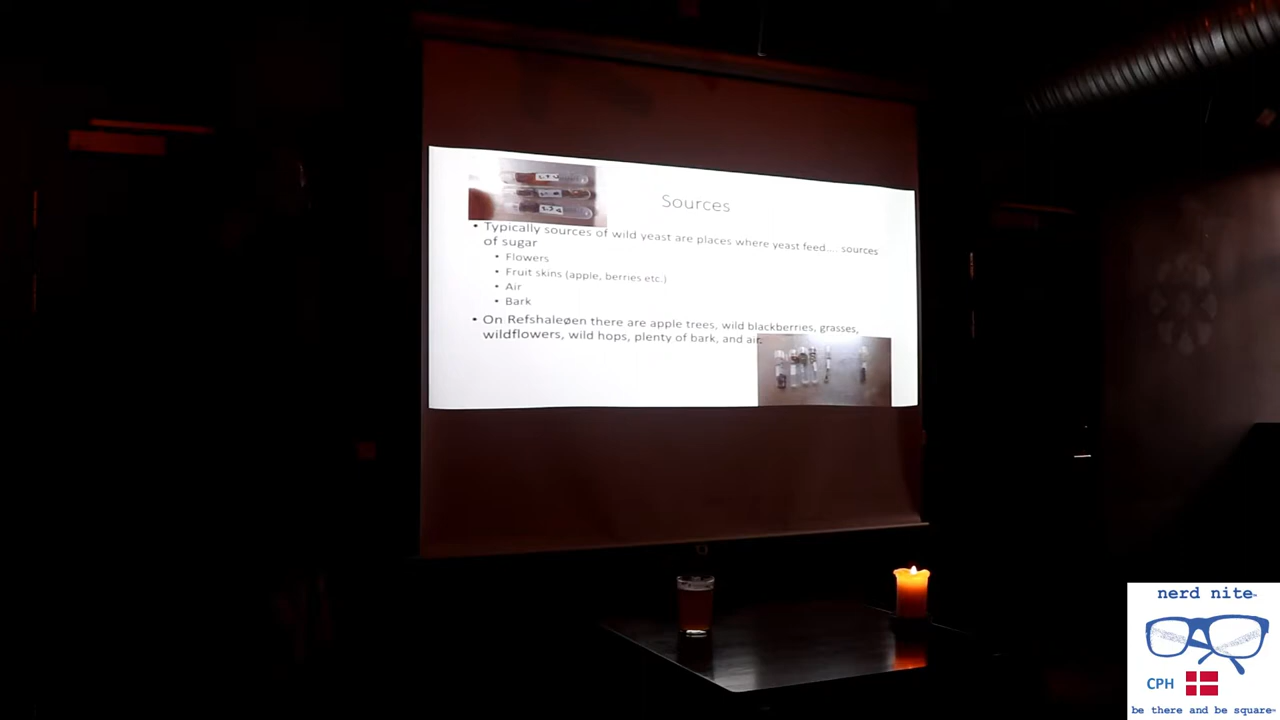 Sources
• Typically sources of wild yeast are places where yeast feed.... sources
of sugar
• Flowers
• Fruit skins (apple, berries etc.)
• Air
• Bark
• On Refshaleøen there are apple trees, wild blackberries, grasses,
wildflowers, wild hops, plenty of bark, and air.
nerd nite
CPH
be there and be square